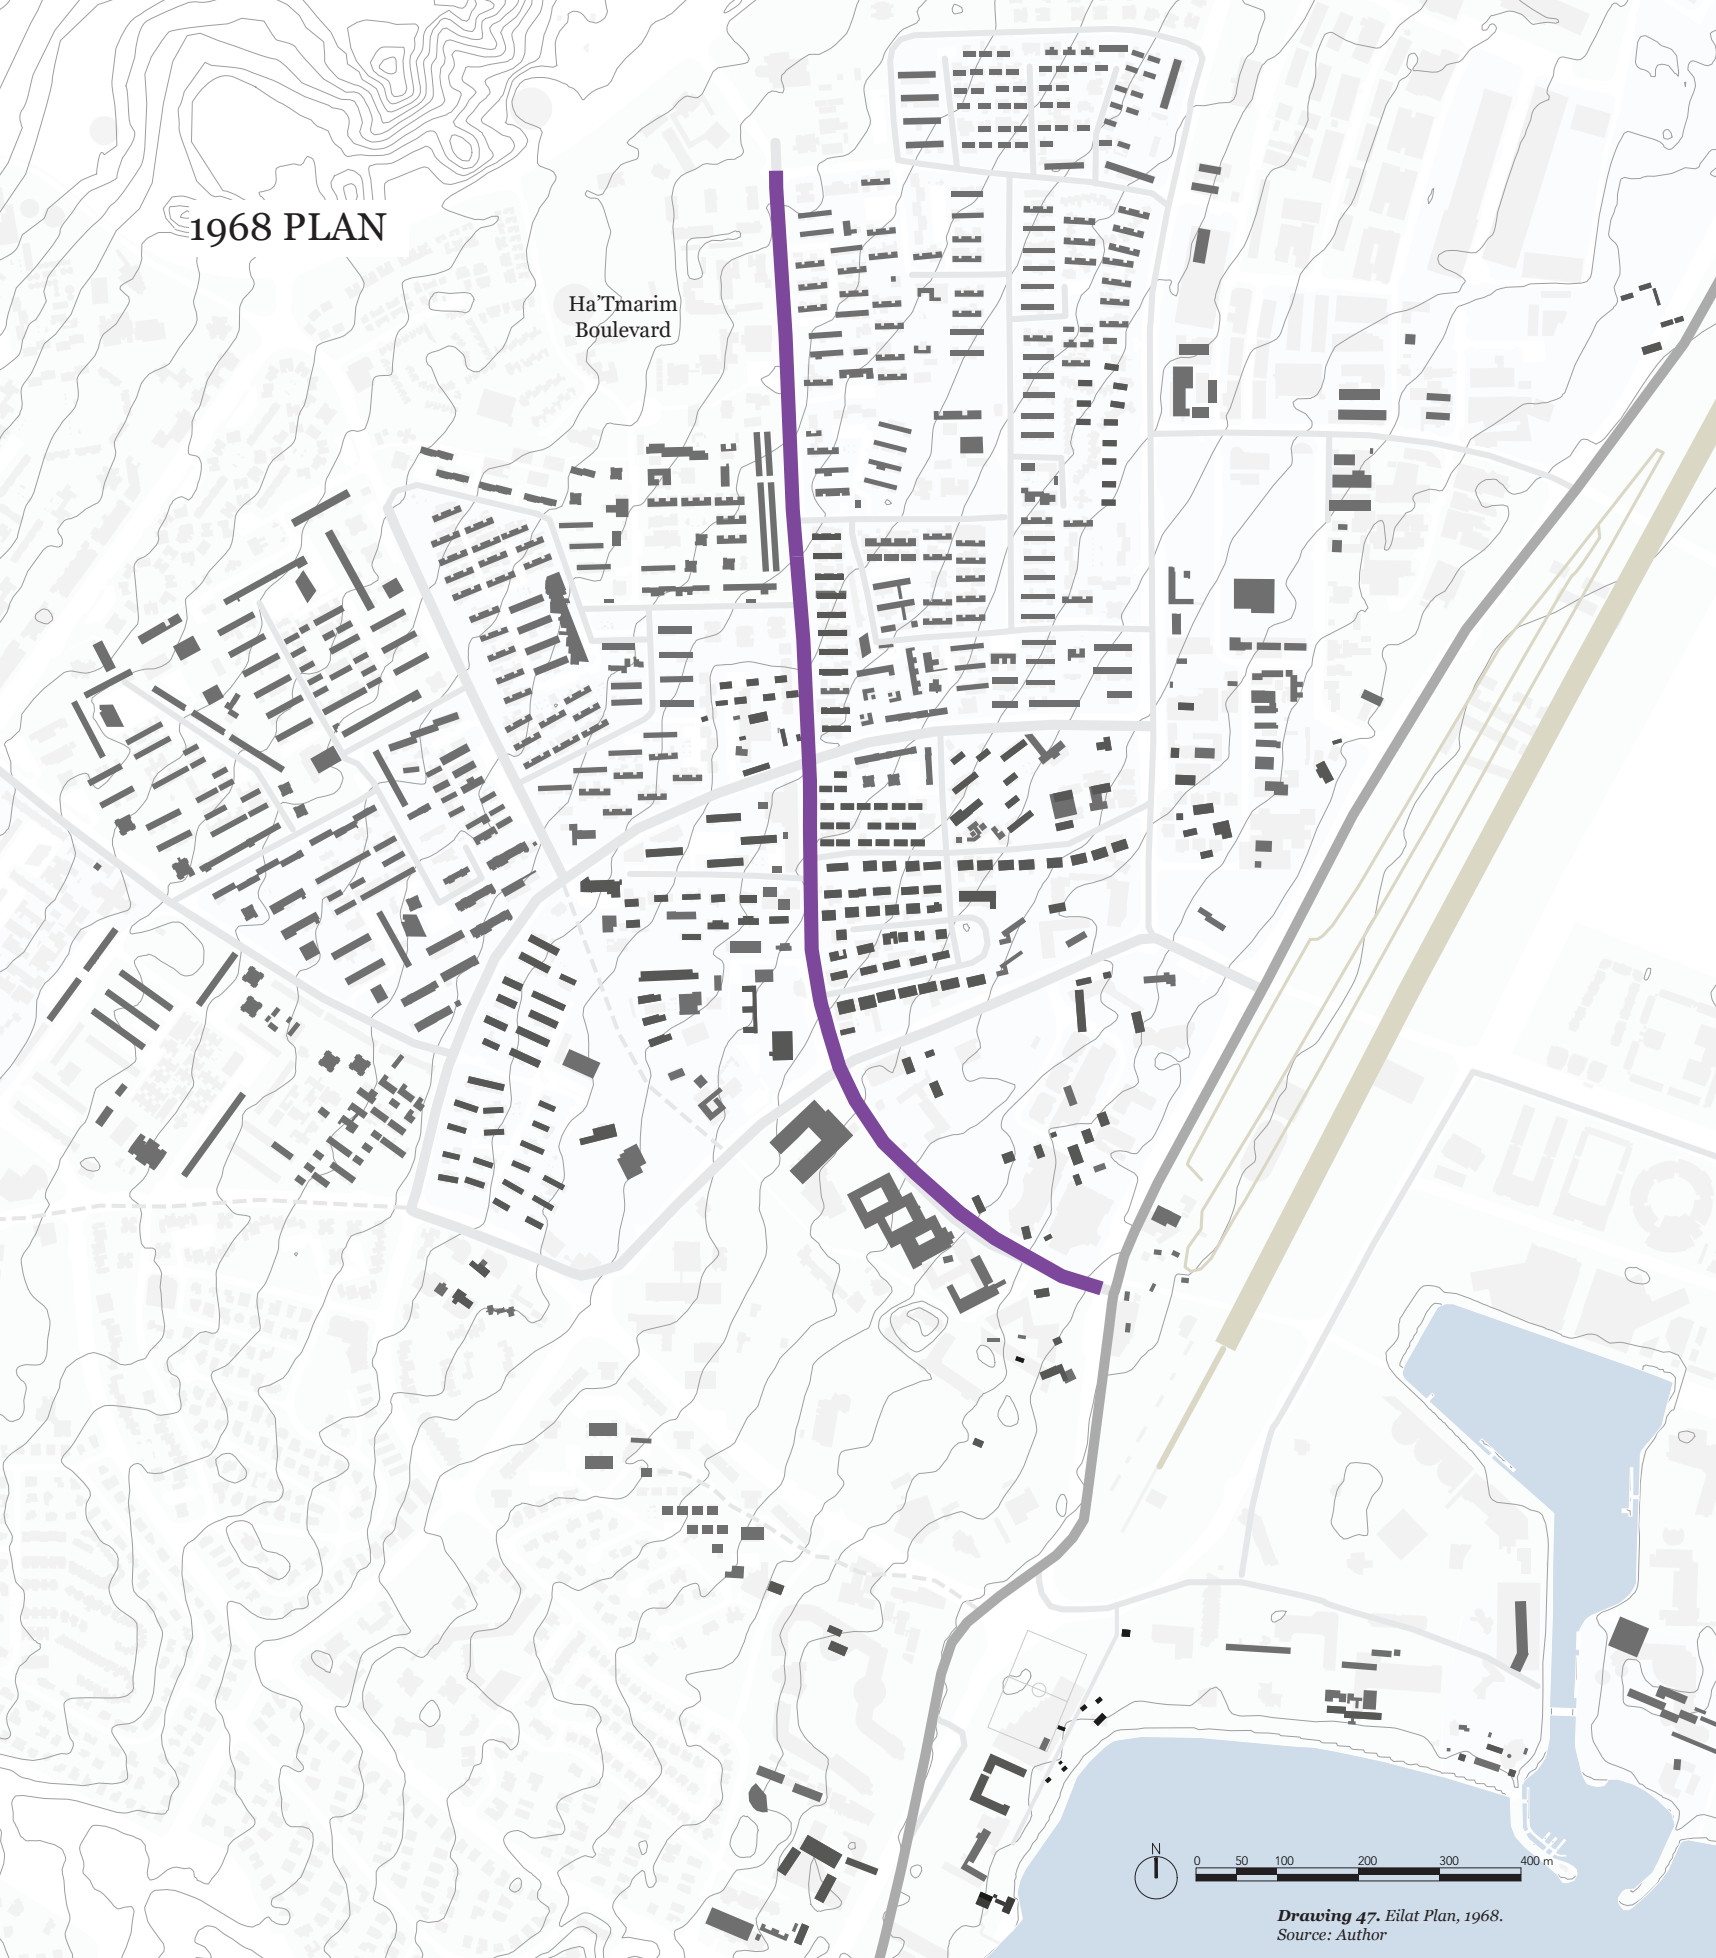 1968 PLAN
Ha'Tmarim
Boulevard
N
0 50 100 200 300 400 m
Drawing 47. Eilat Plan, 1968.
Source: Author